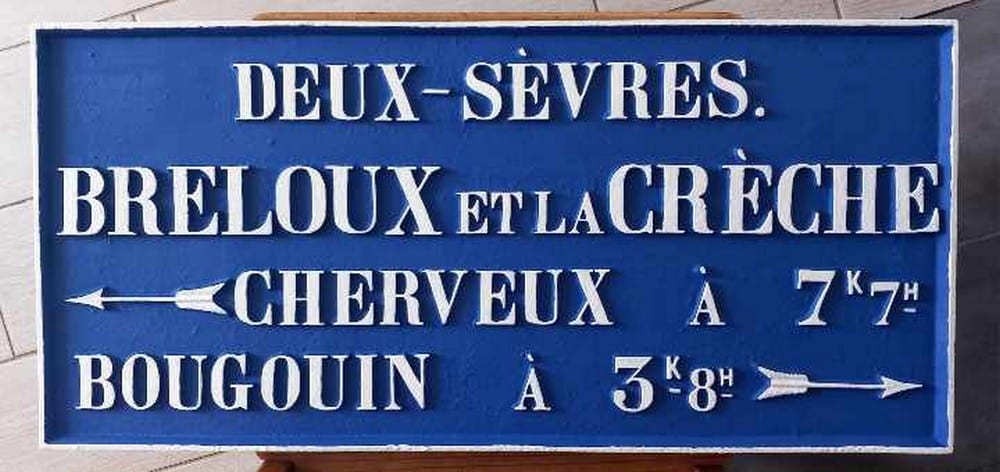 DEUX-SÈVRES.
BRELOUX ET LA CRÈCHE
CHERVEUX À 7K7H
BOUGOUIN À 3K8H